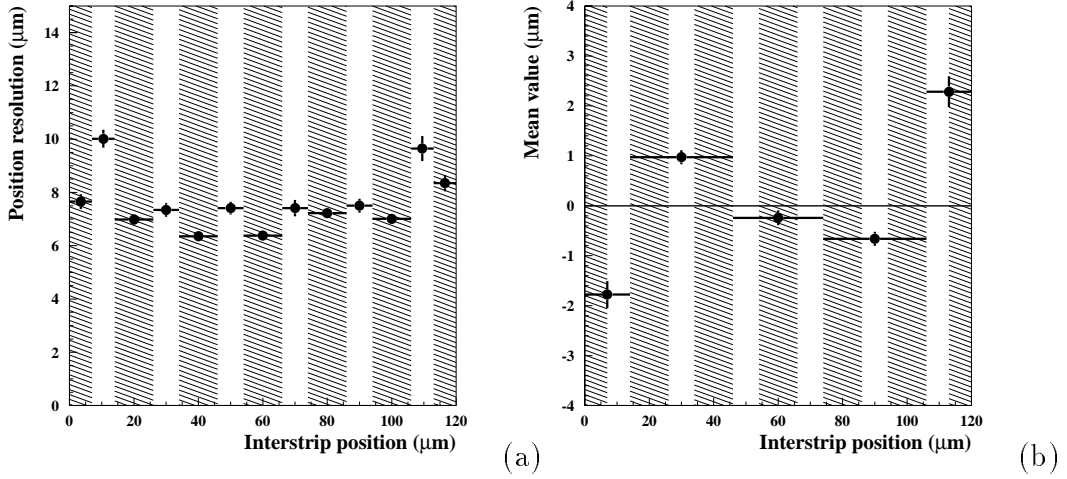 Position resolution (µm)
14
12
10
8
6
4
2
0
0 20 40 60 80 100 120
Interstrip position (µm)
(a)
Mean value (µm)
4
3
2
1
0
-1
-2
-3
-4
0 20 40 60 80 100 120
Interstrip position (µm)
(b)